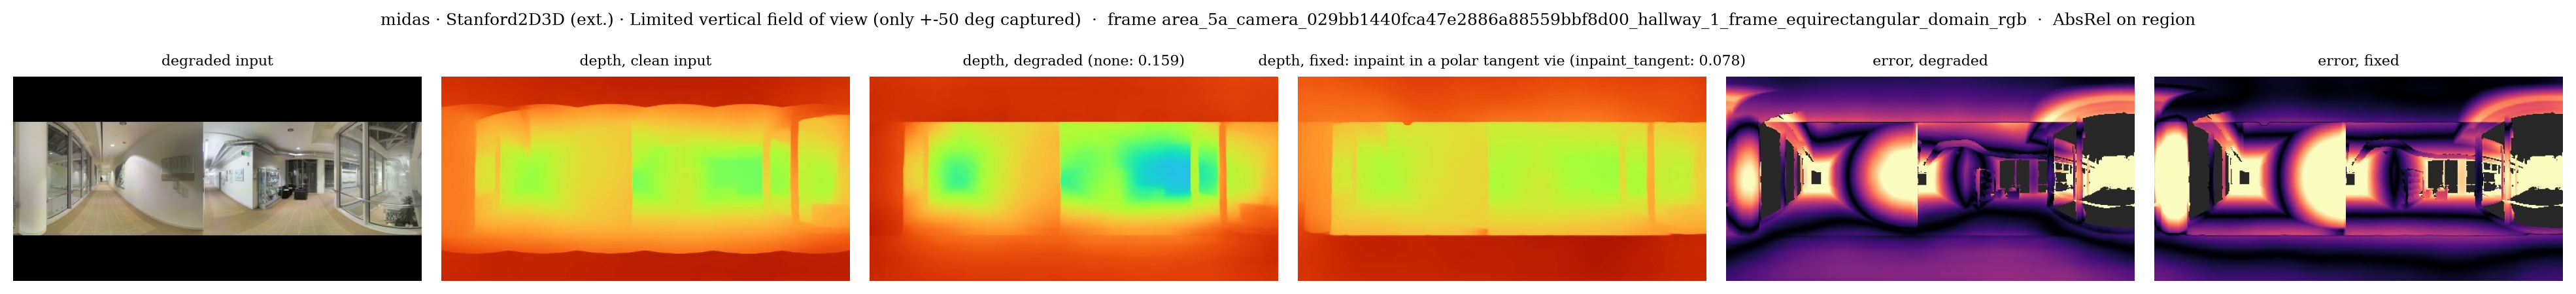 midas · Stanford2D3D (ext.) · Limited vertical field of view (only +-50 deg captured) · frame area_5a_camera_029bb1440fca47e2886a88559bbf8d00_hallway_1_frame_equirectangular_domain_rgb · AbsRel on region
degraded input
depth, clean input
depth, degraded (none: 0.159)
depth, fixed: inpaint in a polar tangent vie (inpaint_tangent: 0.078)
error, degraded
error, fixed